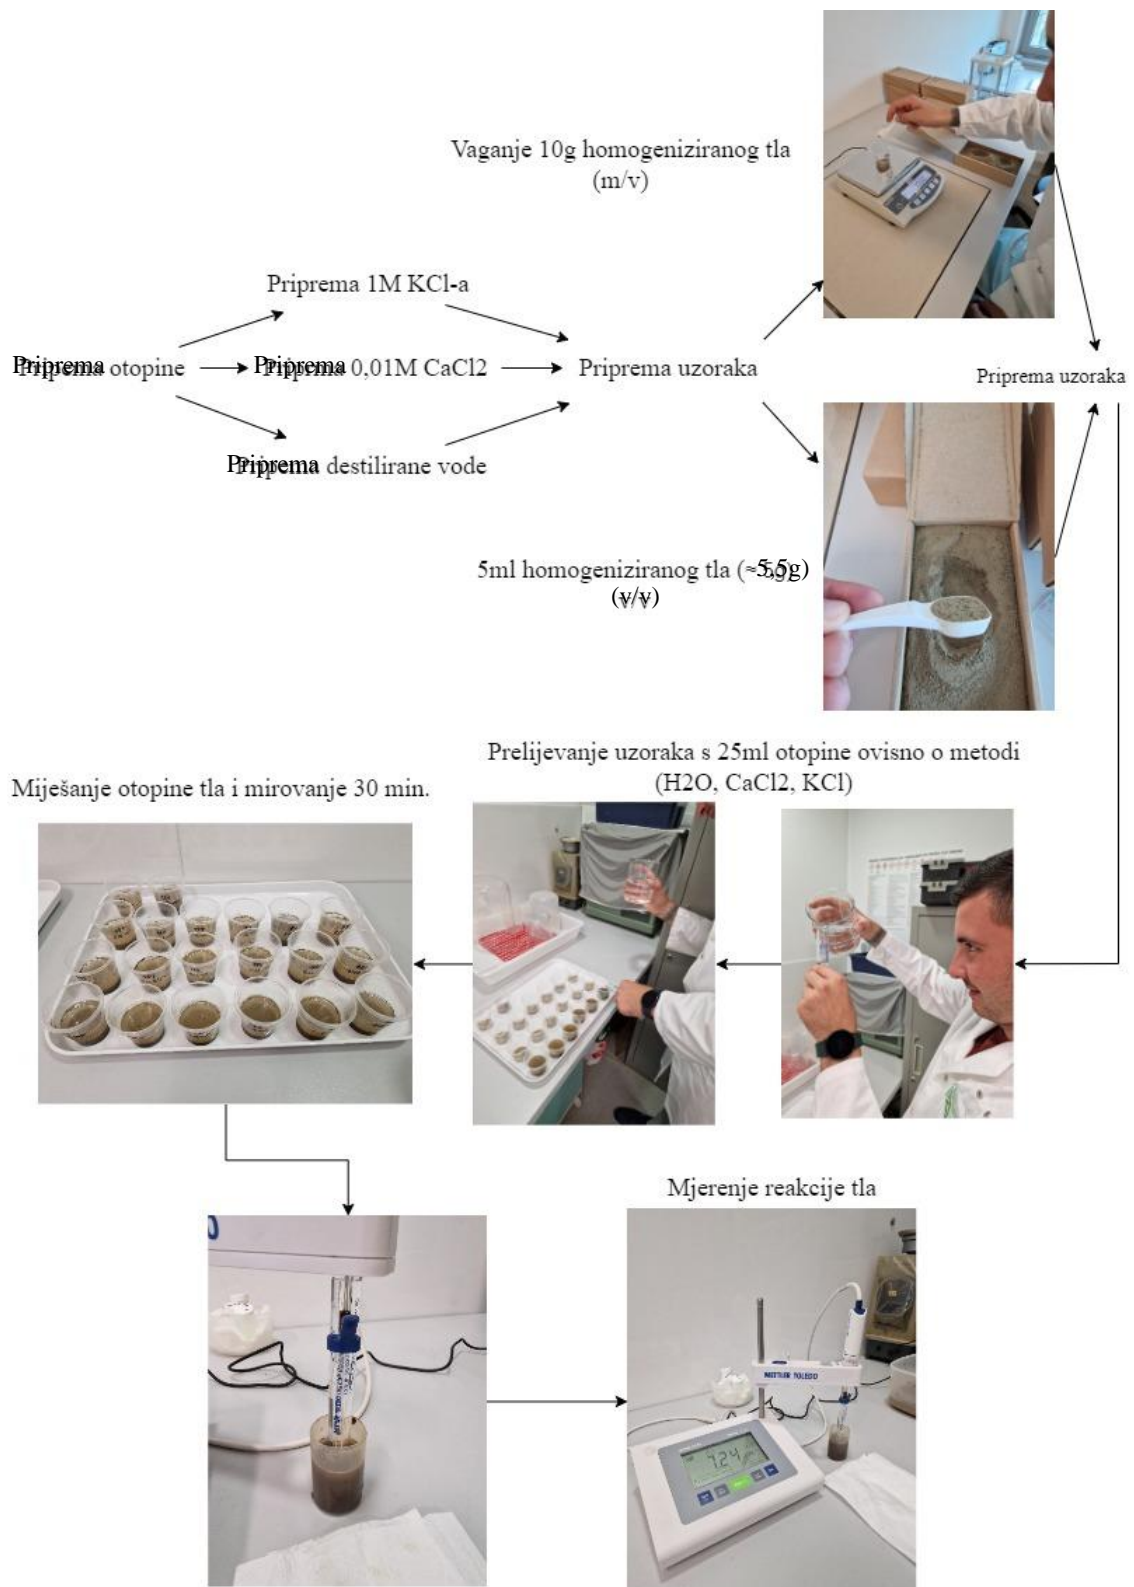 Vaganje 10g homogeniziranog tla
(m/v)
Priprema 1M KCl-a
Priprema otopine
Priprema 0,01M CaCl2
Priprema uzoraka
Priprema uzoraka
Priprema destilirane vode
5ml homogeniziranog tla (≈5,5g)
(v/v)
Prelijevanje uzoraka s 25ml otopine ovisno o metodi
(H2O, CaCl2, KCl)
Miješanje otopine tla i mirovanje 30 min.
Mjerenje reakcije tla
METTLER TOLEDO
7.24